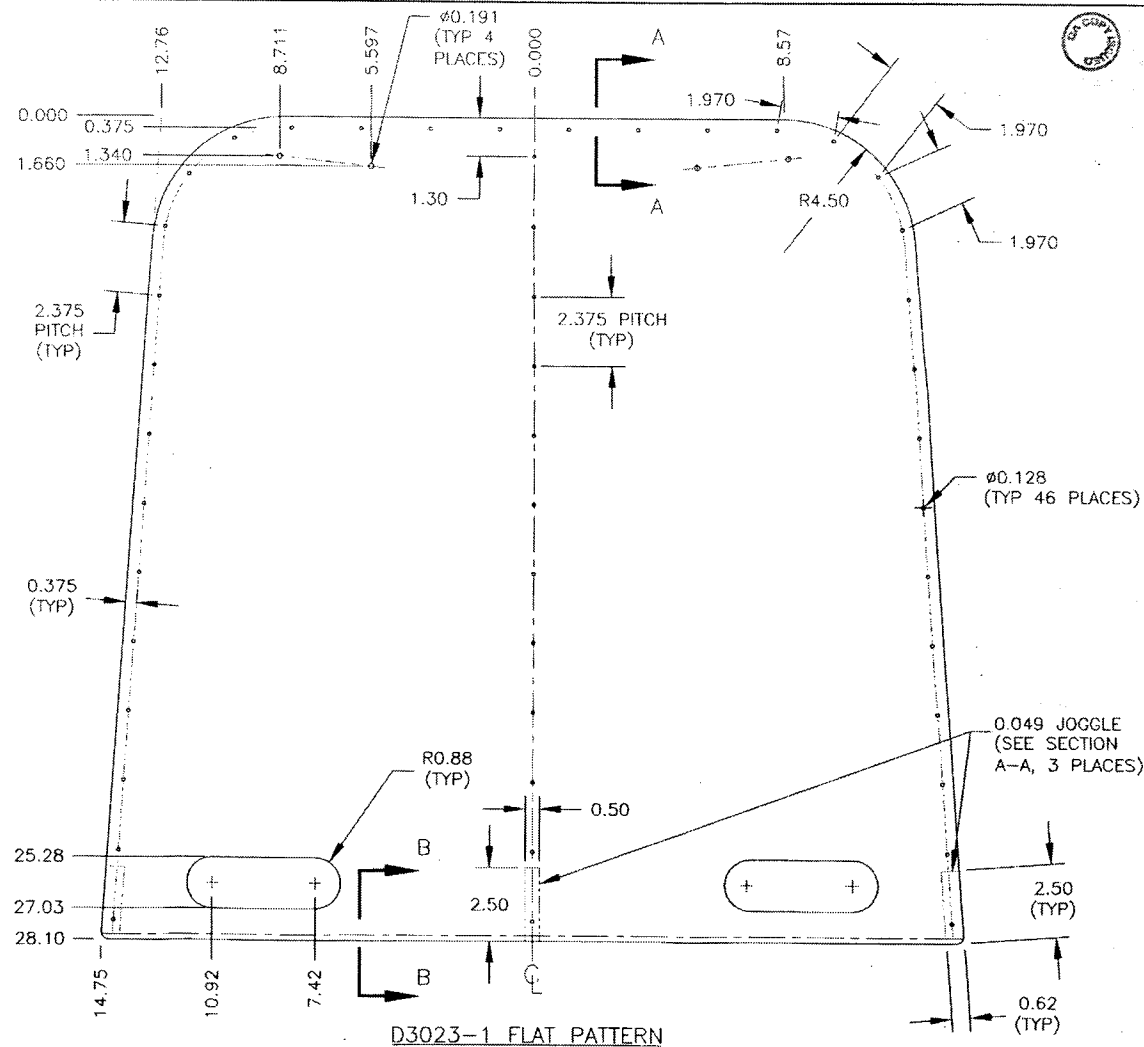 12.76
8.711
ø0.191
(TYP 4
PLACES)
5.597
0.000
A
8.57
QA COPY ISSUED
0.000
0.375
1.340
1.660
1.30
A
1.970
1.970
R4.50
1.970
2.375
PITCH
(TYP)
2.375 PITCH
(TYP)
ø0.128
(TYP 46 PLACES)
0.375
(TYP)
0.049 JOGGLE
(SEE SECTION
A-A, 3 PLACES)
R0.88
(TYP)
0.50
25.28
27.03
28.10
B
2.50
2.50
(TYP)
14.75
10.92
7.42
B
CL
0.62
(TYP)
D3023-1 FLAT PATTERN